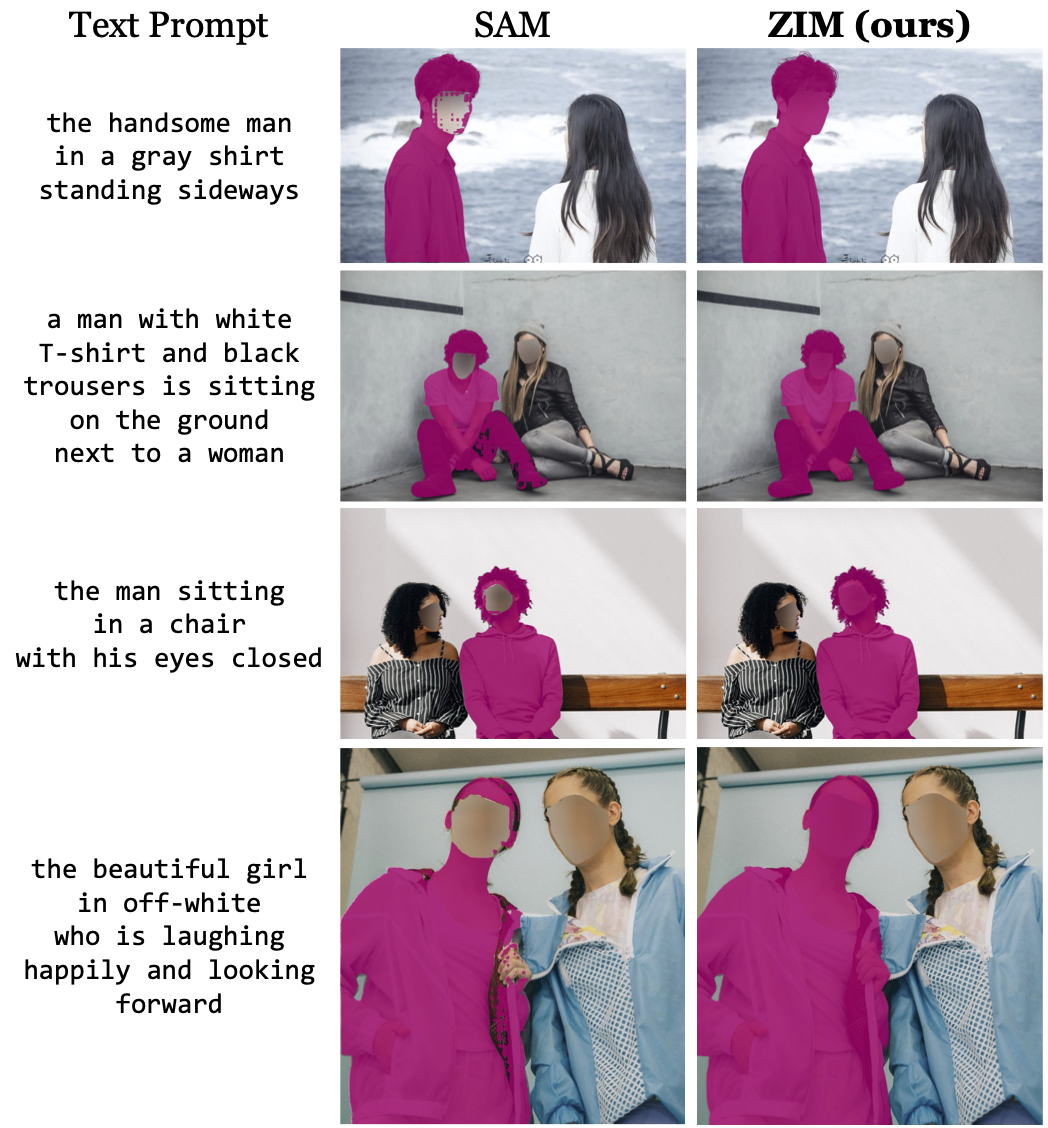 Text Prompt
SAM
ZIM (ours)
the handsome man
in a gray shirt
standing sideways
a man with white
T-shirt and black
trousers is sitting
on the ground
next to a woman
the man sitting
in a chair
with his eyes closed
the beautiful girl
in off-white
who is laughing
happily and looking
forward